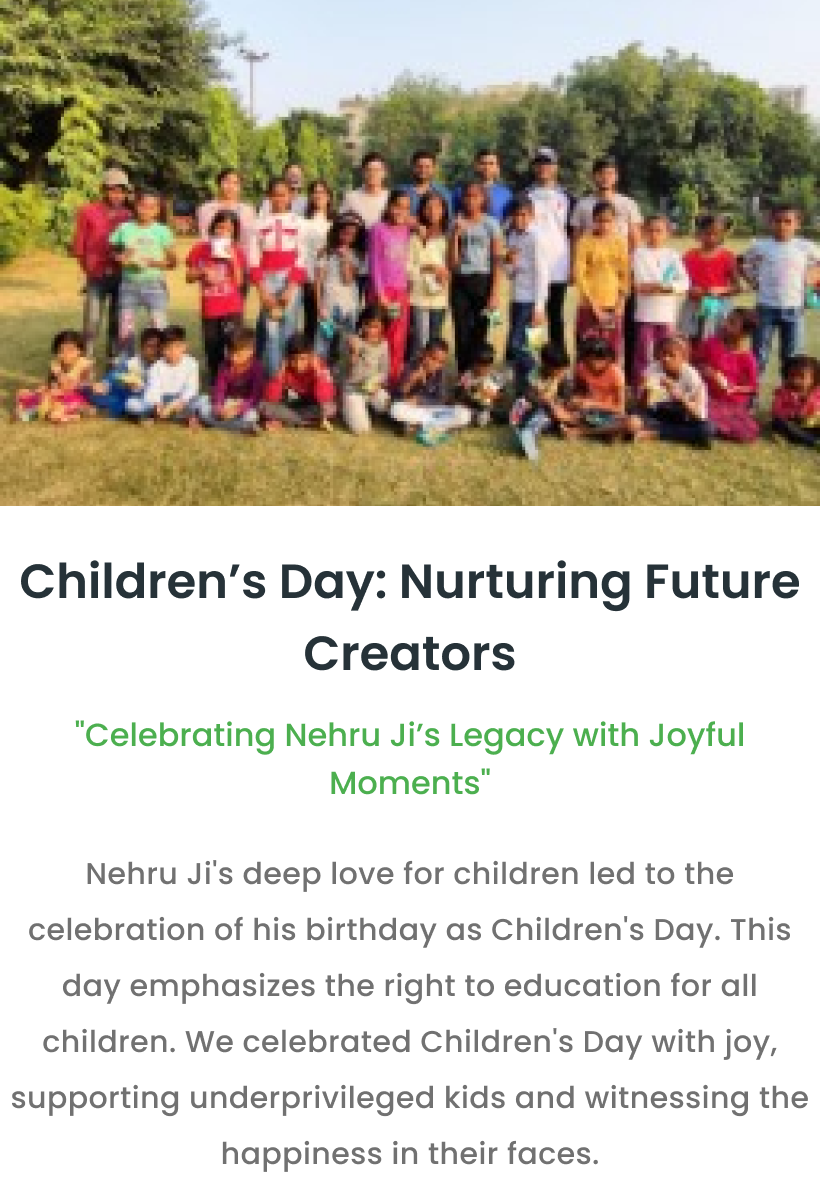 Children’s Day: Nurturing Future
Creators
"Celebrating Nehru Ji’s Legacy with Joyful
Moments"
Nehru Ji's deep love for children led to the
celebration of his birthday as Children's Day. This
day emphasizes the right to education for all
children. We celebrated Children's Day with joy,
supporting underprivileged kids and witnessing the
happiness in their faces.